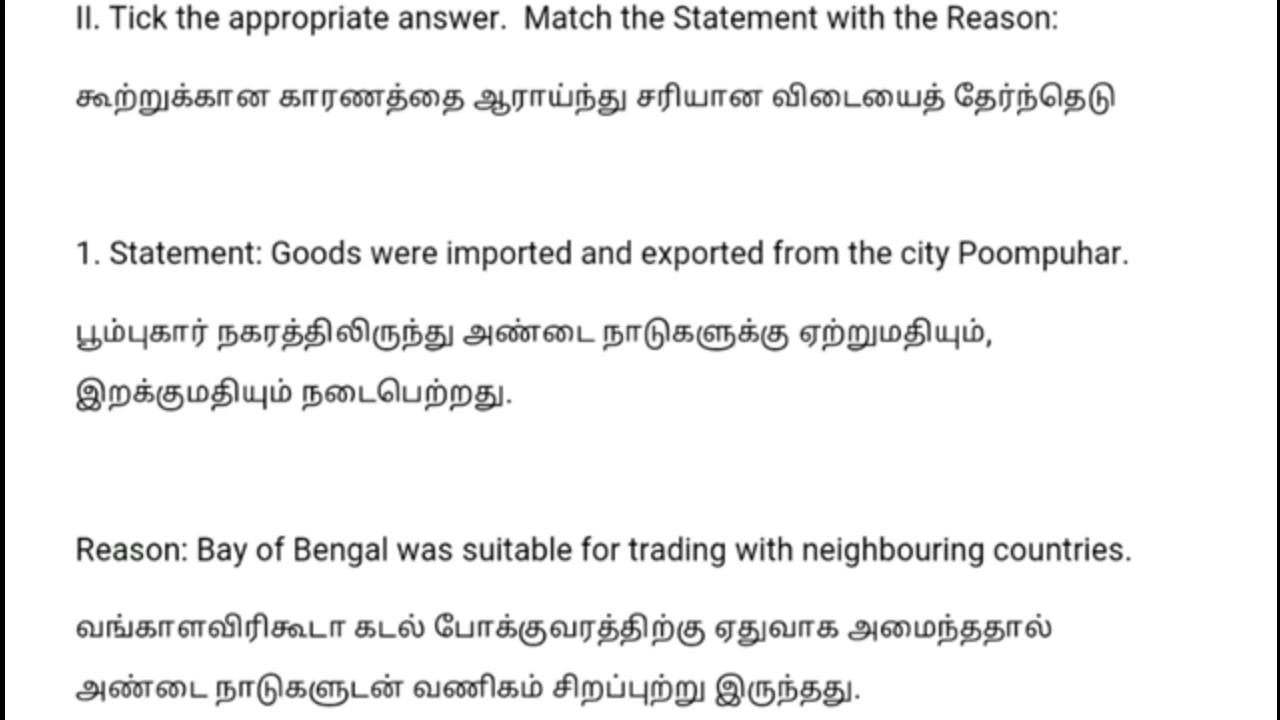 II. Tick the appropriate answer.  Match the Statement with the Reason:
கூற்றுக்கான காரணத்தை ஆராய்ந்து சரியான விடையைத் தேர்ந்தெடு
1. Statement: Goods were imported and exported from the city Poompuhar.
பூம்புகார் நகரத்திலிருந்து அண்டை நாடுகளுக்கு ஏற்றுமதியும்,
இறக்குமதியும் நடைபெற்றது.
Reason: Bay of Bengal was suitable for trading with neighbouring countries.
வங்காளவிரிகூடா கடல் போக்குவரத்திற்கு ஏதுவாக அமைந்ததால்
அண்டை நாடுகளுடன் வணிகம் சிறப்புற்று இருந்தது.